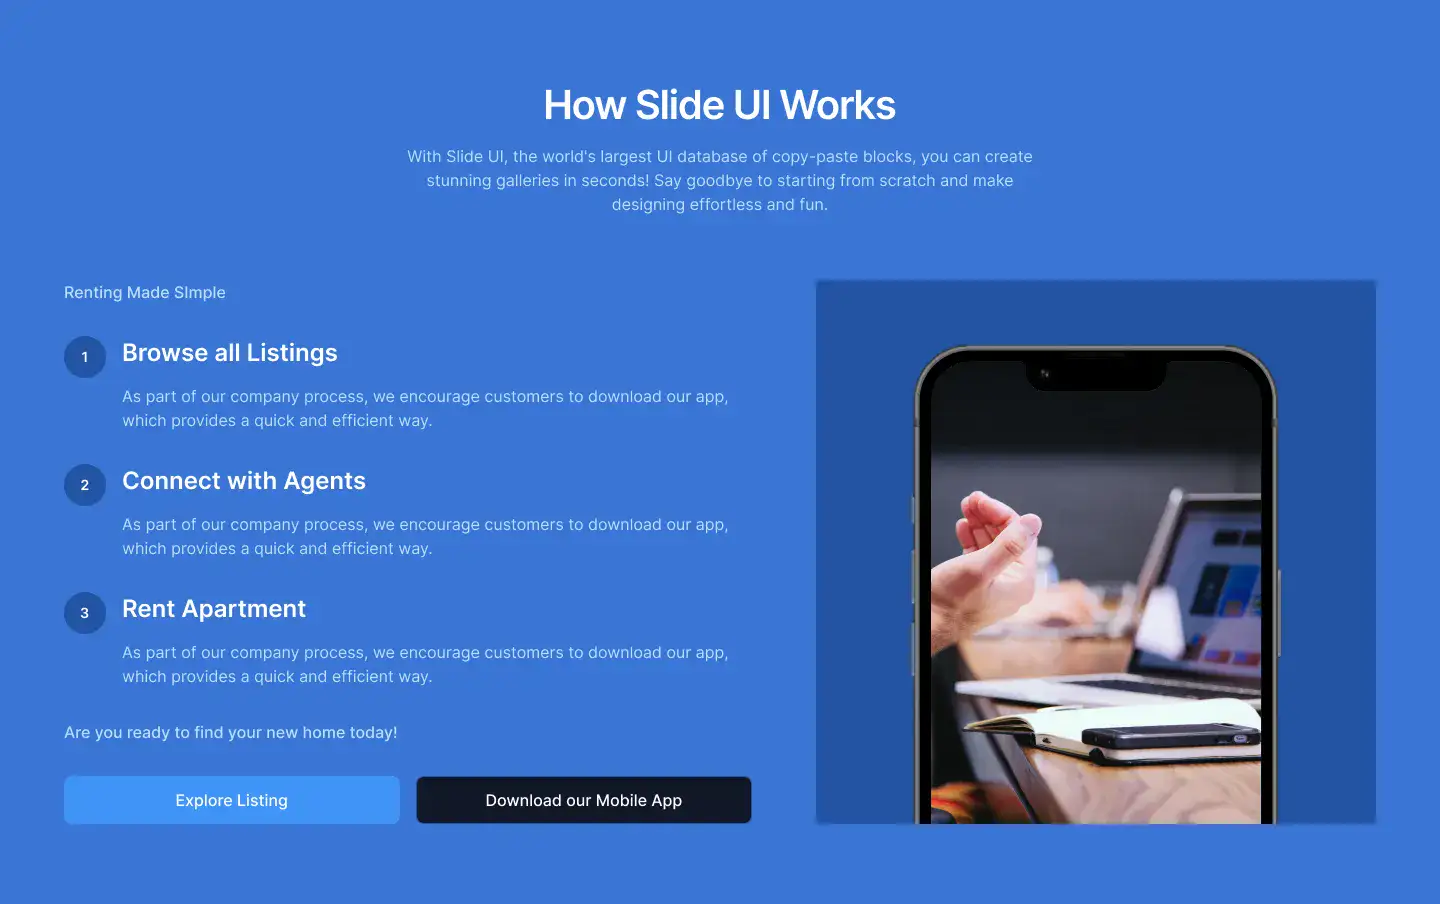 How Slide UI Works
With Slide UI, the world's largest UI database of copy-paste blocks, you can create
stunning galleries in seconds! Say goodbye to starting from scratch and make
designing effortless and fun.
Renting Made SImple
1
Browse all Listings
As part of our company process, we encourage customers to download our app,
which provides a quick and efficient way.
2
Connect with Agents
As part of our company process, we encourage customers to download our app,
which provides a quick and efficient way.
3
Rent Apartment
As part of our company process, we encourage customers to download our app,
which provides a quick and efficient way.
Are you ready to find your new home today!
Explore Listing
Download our Mobile App